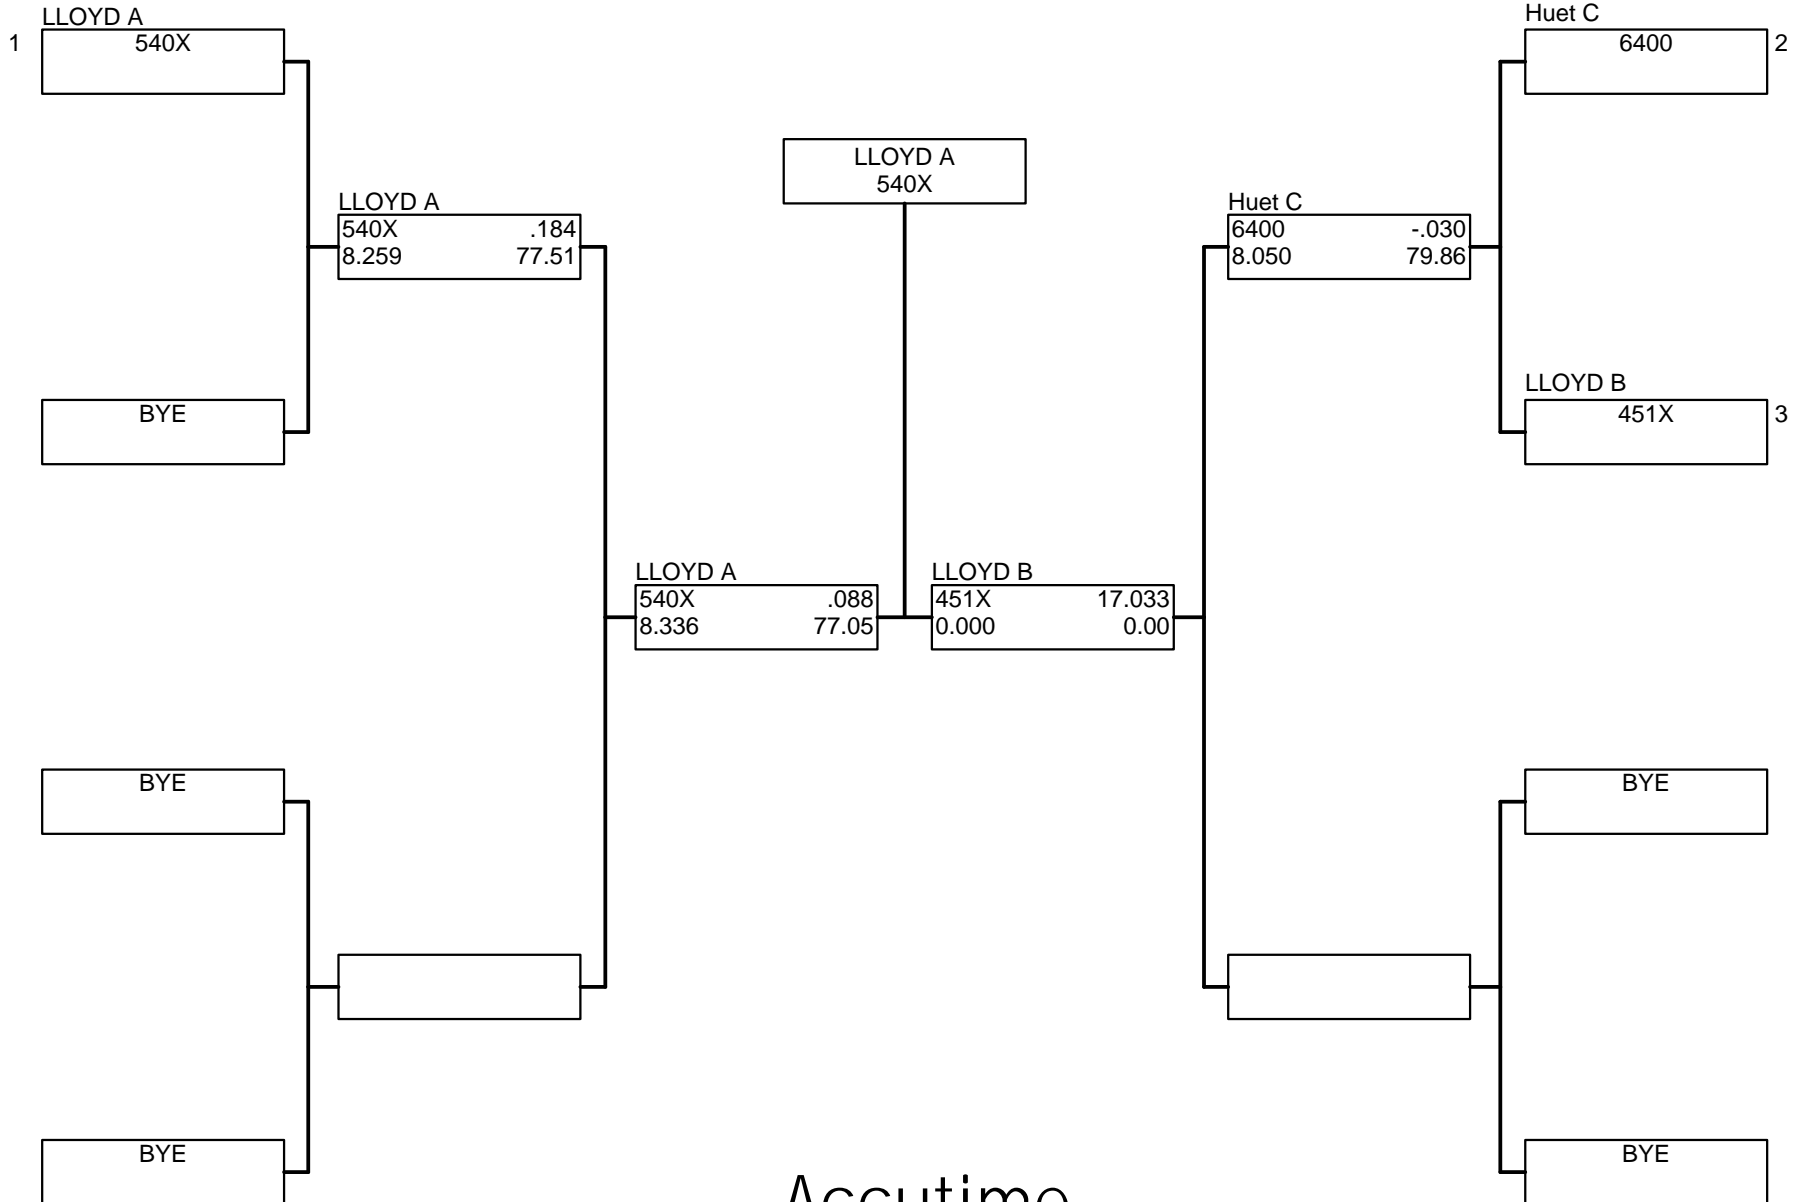 LLOYD A
1
540X
Huet C
6400
2
LLOYD A
540X
LLOYD A
540X .184
8.259 77.51
Huet C
6400 -.030
8.050 79.86
BYE
LLOYD B
451X
3
LLOYD A
540X .088
8.336 77.05
LLOYD B
451X 17.033
0.000 0.00
BYE
BYE
BYE
BYE
Accutime